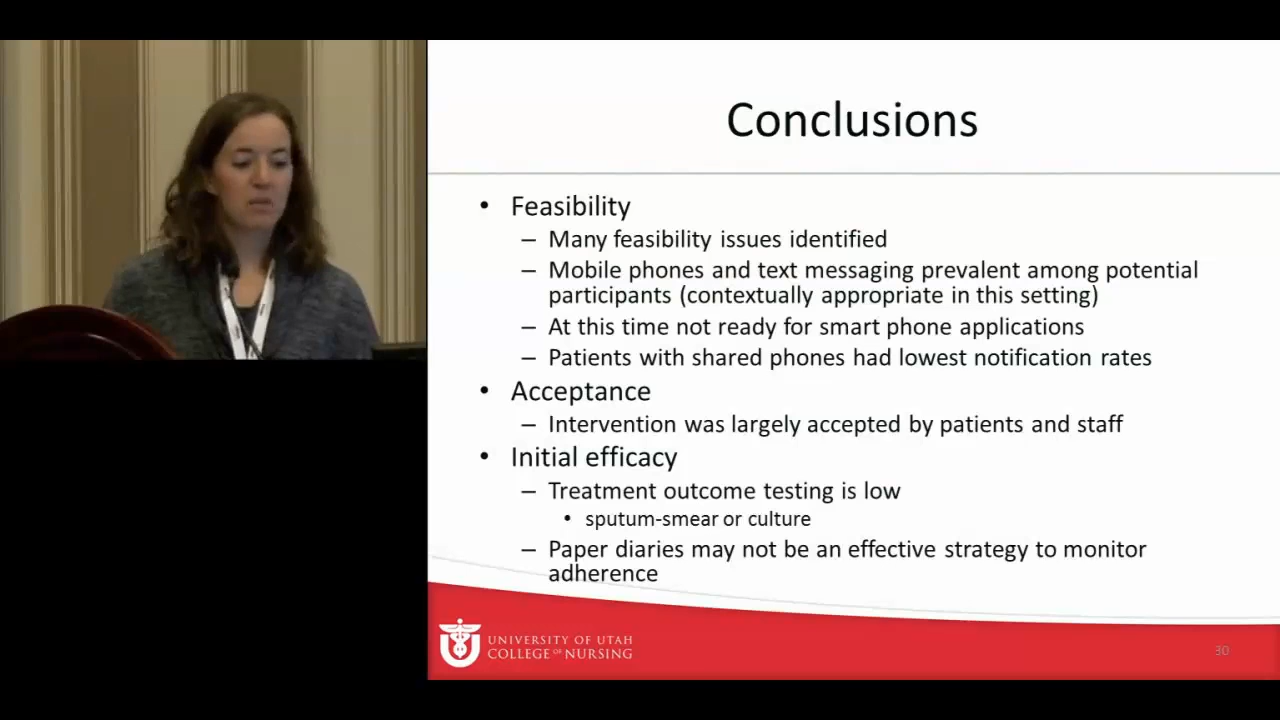 Conclusions
• Feasibility
– Many feasibility issues identified
– Mobile phones and text messaging prevalent among potential
participants (contextually appropriate in this setting)
– At this time not ready for smart phone applications
– Patients with shared phones had lowest notification rates
• Acceptance
– Intervention was largely accepted by patients and staff
• Initial efficacy
– Treatment outcome testing is low
• sputum-smear or culture
– Paper diaries may not be an effective strategy to monitor
adherence
UNIVERSITY OF UTAH
COLLEGE OF NURSING
30